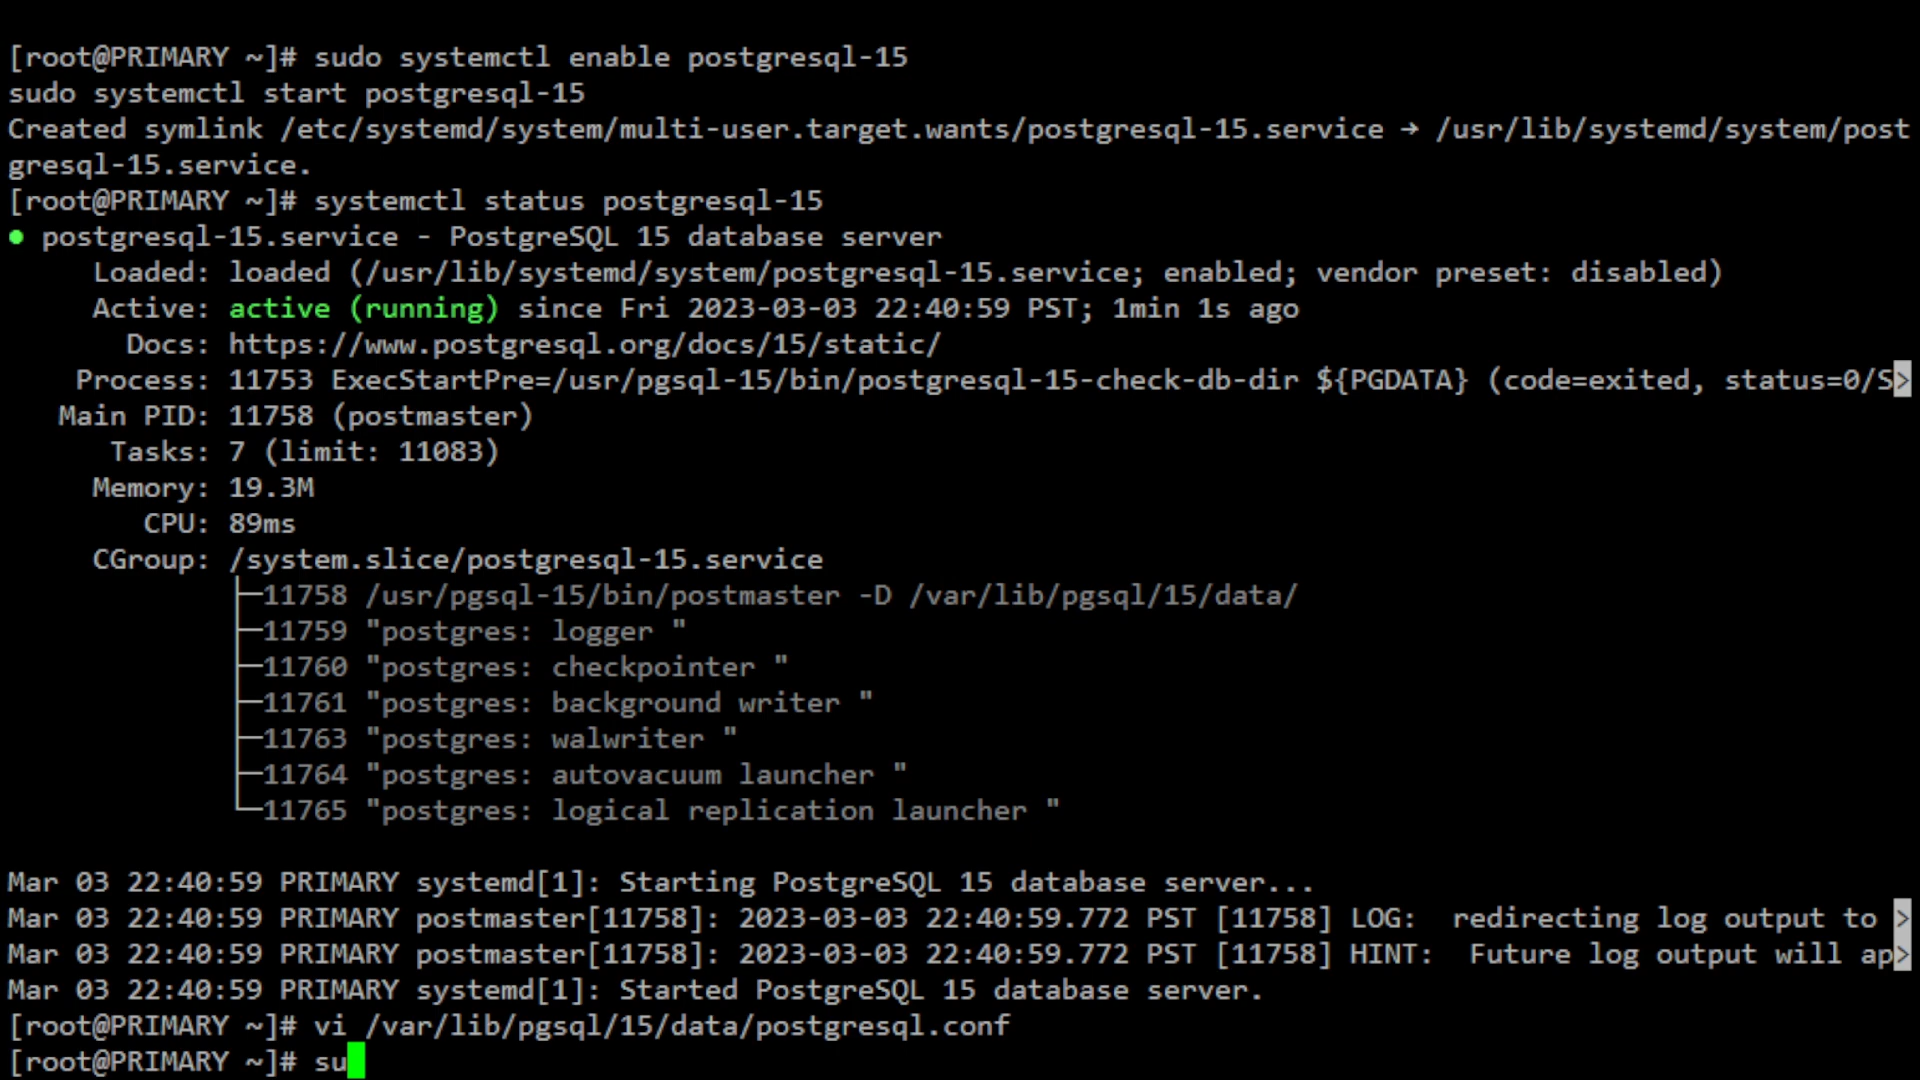 [root@PRIMARY ~]# sudo systemctl enable postgresql-15
sudo systemctl start postgresql-15
Created symlink /etc/systemd/system/multi-user.target.wants/postgresql-15.service → /usr/lib/systemd/system/post
gresql-15.service.
[root@PRIMARY ~]# systemctl status postgresql-15
● postgresql-15.service - PostgreSQL 15 database server
     Loaded: loaded (/usr/lib/systemd/system/postgresql-15.service; enabled; vendor preset: disabled)
     Active: active (running) since Fri 2023-03-03 22:40:59 PST; 1min 1s ago
       Docs: https://www.postgresql.org/docs/15/static/
    Process: 11753 ExecStartPre=/usr/pgsql-15/bin/postgresql-15-check-db-dir ${PGDATA} (code=exited, status=0/S>
   Main PID: 11758 (postmaster)
      Tasks: 7 (limit: 11083)
     Memory: 19.3M
        CPU: 89ms
     CGroup: /system.slice/postgresql-15.service
             ├─11758 /usr/pgsql-15/bin/postmaster -D /var/lib/pgsql/15/data/
             ├─11759 "postgres: logger "
             ├─11760 "postgres: checkpointer "
             ├─11761 "postgres: background writer "
             ├─11763 "postgres: walwriter "
             ├─11764 "postgres: autovacuum launcher "
             └─11765 "postgres: logical replication launcher "
Mar 03 22:40:59 PRIMARY systemd[1]: Starting PostgreSQL 15 database server...
Mar 03 22:40:59 PRIMARY postmaster[11758]: 2023-03-03 22:40:59.772 PST [11758] LOG:  redirecting log output to >
Mar 03 22:40:59 PRIMARY postmaster[11758]: 2023-03-03 22:40:59.772 PST [11758] HINT:  Future log output will ap>
Mar 03 22:40:59 PRIMARY systemd[1]: Started PostgreSQL 15 database server.
[root@PRIMARY ~]# vi /var/lib/pgsql/15/data/postgresql.conf
[root@PRIMARY ~]# su